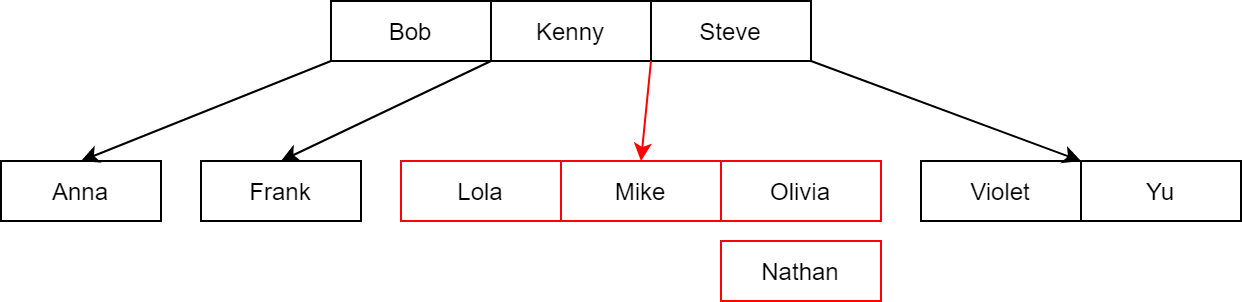 Bob Kenny Steve
Anna Frank Lola Mike Olivia Violet Yu
Nathan